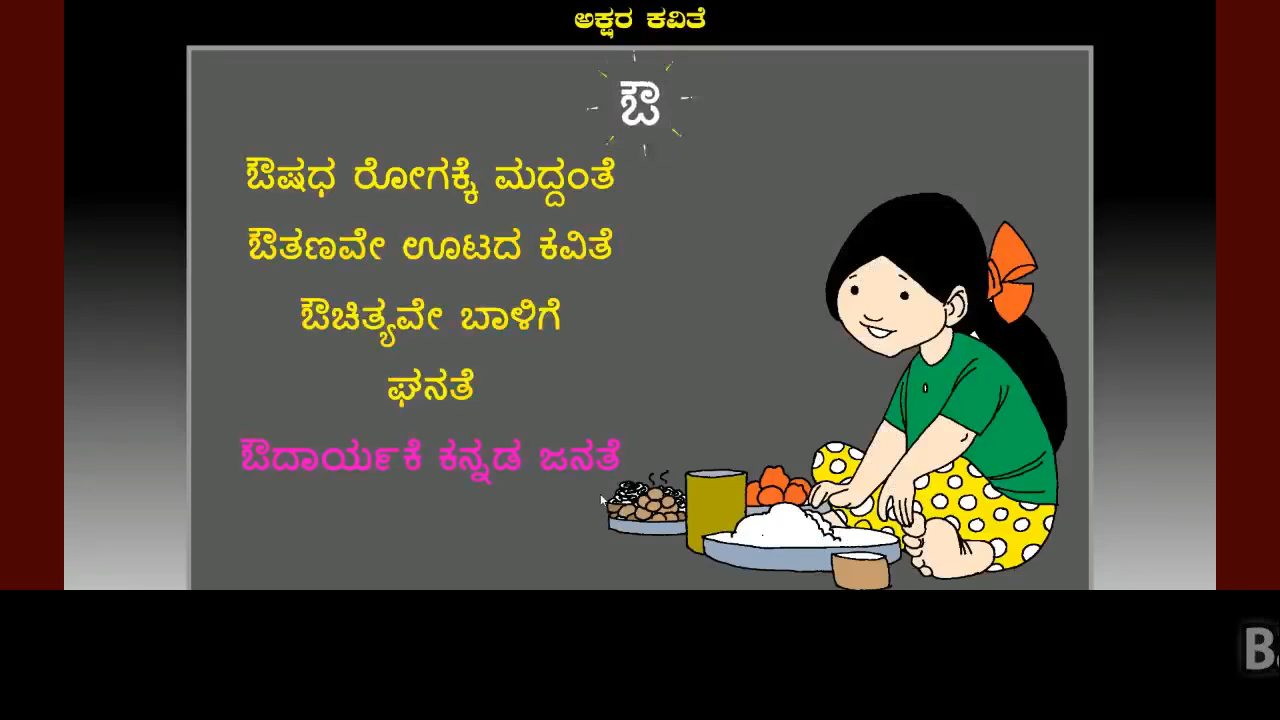 ಅಕ್ಷರ ಕವಿತೆ
ಔ
ಔಷಧ ರೋಗಕ್ಕೆ ಮದ್ದಂತೆ
ಔತಣವೇ ಊಟದ ಕವಿತೆ
ಔಚಿತ್ಯವೇ ಬಾಳಿಗೆ
ಘನತೆ
ಔದಾರ್ಯಕೆ ಕನ್ನಡ ಜನತೆ